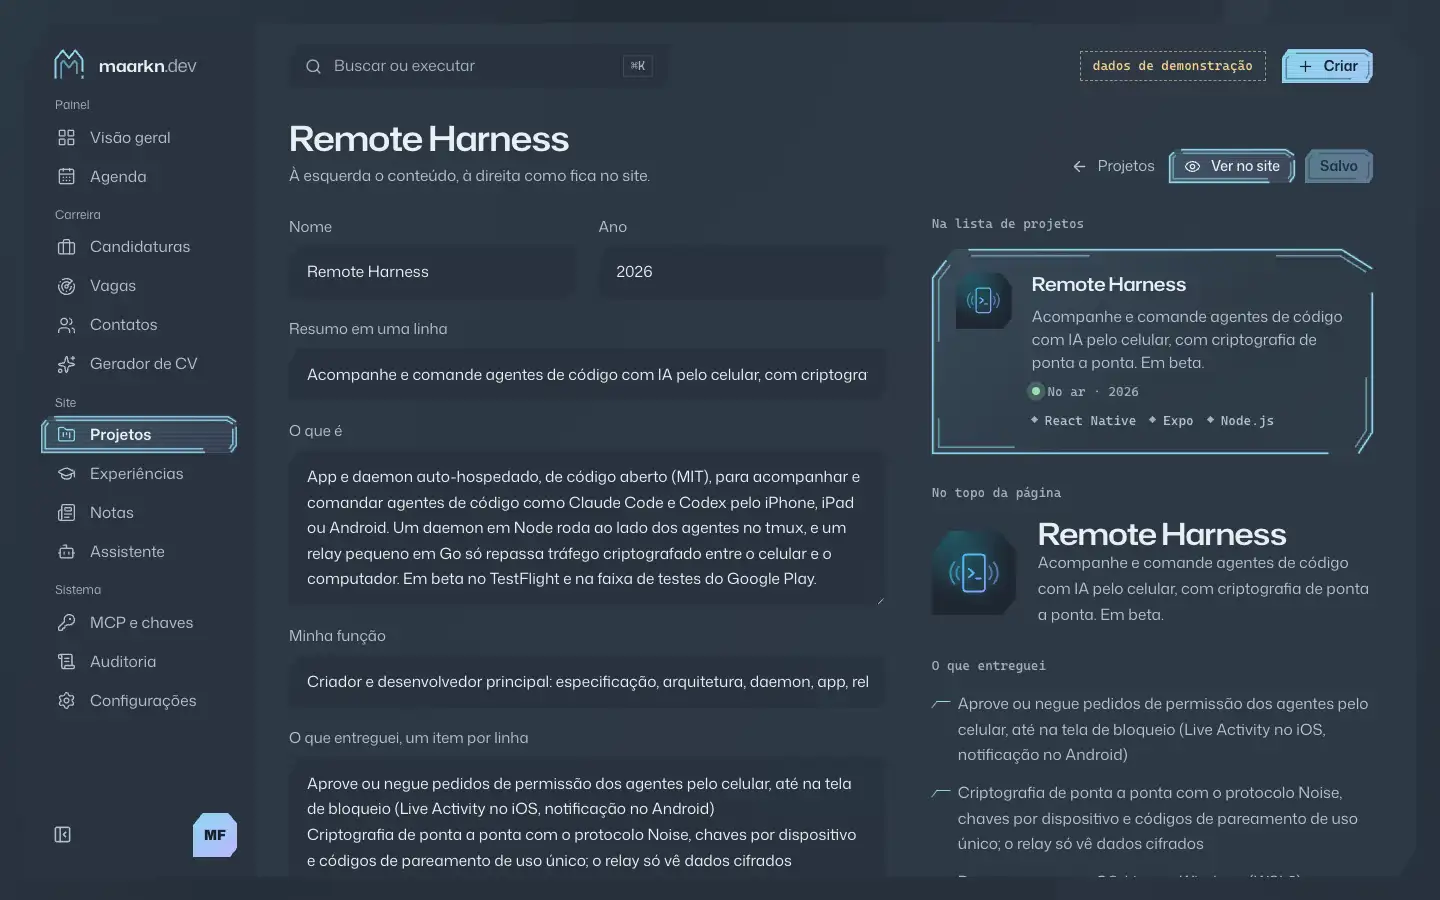 maarkn.dev
Painel
Visão geral
Agenda
Carreira
Candidaturas
Vagas
Contatos
Gerador de CV
Site
Projetos
Experiências
Notas
Assistente
Sistema
MCP e chaves
Auditoria
Configurações
MF
Buscar ou executar
⌘K
dados de demonstração
Criar
Remote Harness
À esquerda o conteúdo, à direita como fica no site.
Projetos
Ver no site
Salvo
Nome
Ano
Remote Harness
2026
Resumo em uma linha
Acompanhe e comande agentes de código com IA pelo celular, com criptogra
O que é
App e daemon auto-hospedado, de código aberto (MIT), para acompanhar e
comandar agentes de código como Claude Code e Codex pelo iPhone, iPad
ou Android. Um daemon em Node roda ao lado dos agentes no tmux, e um
relay pequeno em Go só repassa tráfego criptografado entre o celular e o
computador. Em beta no TestFlight e na faixa de testes do Google Play.
Minha função
Criador e desenvolvedor principal: especificação, arquitetura, daemon, app, rel
O que entreguei, um item por linha
Aprove ou negue pedidos de permissão dos agentes pelo celular, até na tela
de bloqueio (Live Activity no iOS, notificação no Android)
Criptografia de ponta a ponta com o protocolo Noise, chaves por dispositivo
e códigos de pareamento de uso único; o relay só vê dados cifrados
Na lista de projetos
Remote Harness
Acompanhe e comande agentes de código
com IA pelo celular, com criptografia de
ponta a ponta. Em beta.
No ar · 2026
React Native
Expo
Node.js
No topo da página
Remote Harness
Acompanhe e comande agentes de código
com IA pelo celular, com criptografia de ponta
a ponta. Em beta.
O que entreguei
Aprove ou negue pedidos de permissão dos agentes pelo
celular, até na tela de bloqueio (Live Activity no iOS,
notificação no Android)
Criptografia de ponta a ponta com o protocolo Noise,
chaves por dispositivo e códigos de pareamento de uso
único; o relay só vê dados cifrados